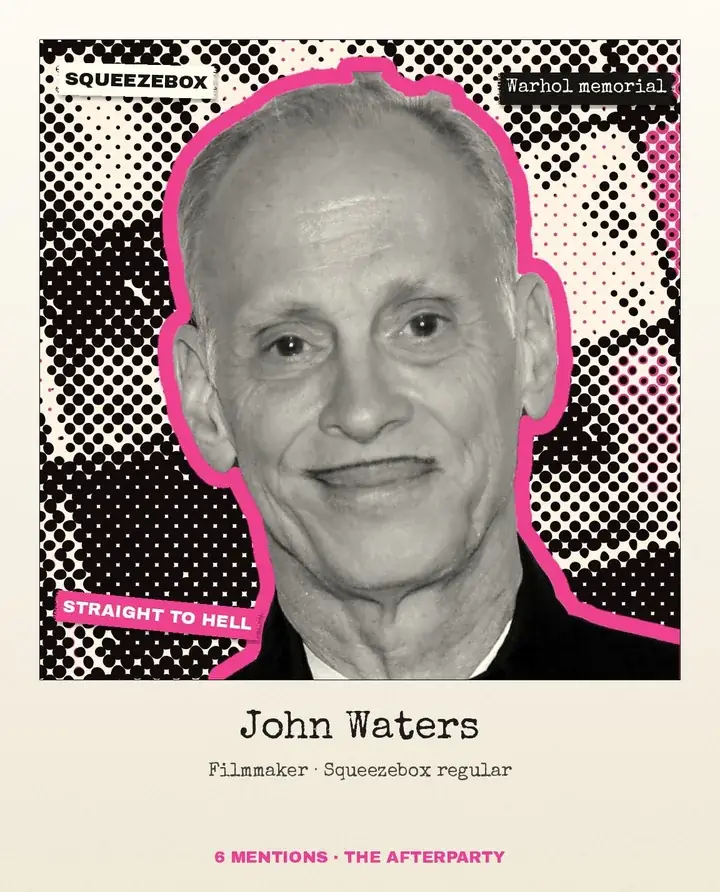 SQUEEZEBOX
Warhol memorial
STRAIGHT TO HELL
John Waters
Filmmaker · Squeezebox regular
6 MENTIONS · THE AFTERPARTY